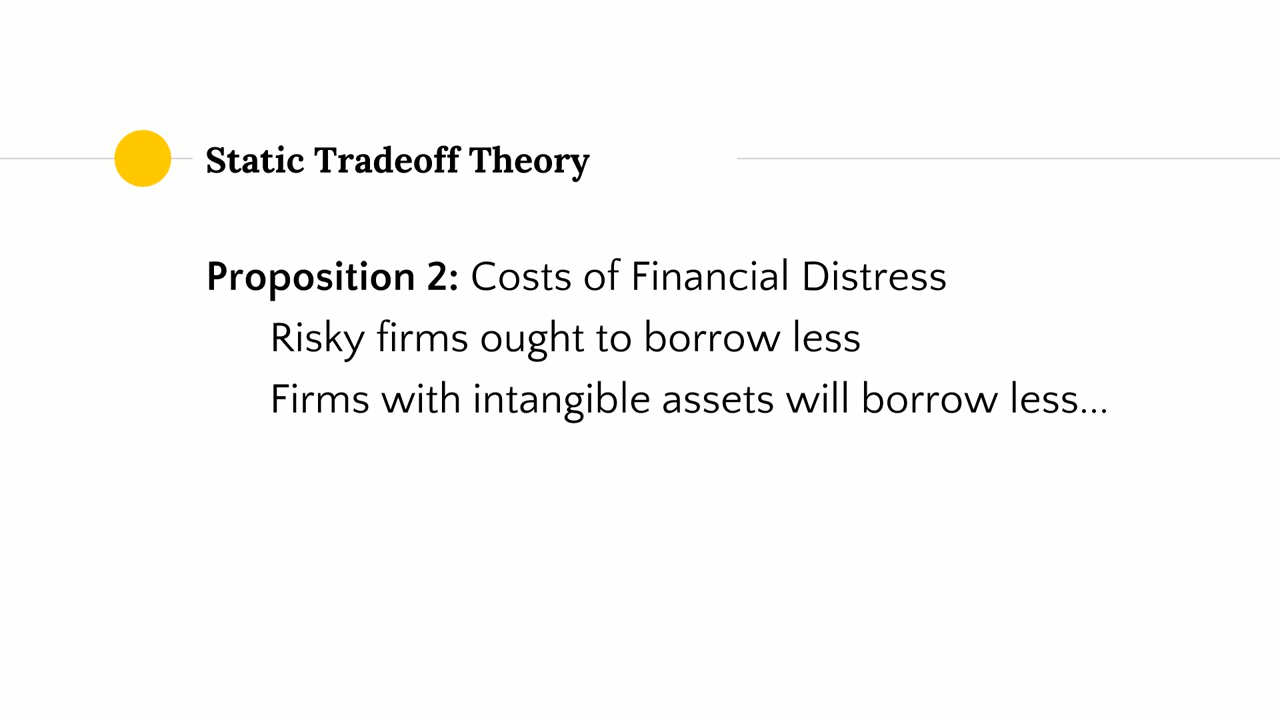 Static Tradeoff Theory
Proposition 2: Costs of Financial Distress
Risky firms ought to borrow less
Firms with intangible assets will borrow less...